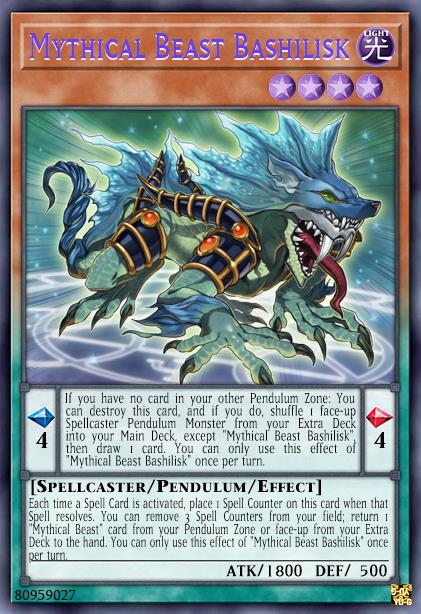 MYTHICAL BEAST BASHILISK
LIGHT
光
If you have no card in your other Pendulum Zone: You
can destroy this card, and if you do, shuffle 1 face-up
Spellcaster Pendulum Monster from your Extra Deck
into your Main Deck, except "Mythical Beast Bashilisk",
then draw 1 card. You can only use this effect of
"Mythical Beast Bashilisk" once per turn.
4
4
[SPELLCASTER/PENDULUM/EFFECT]
Each time a Spell Card is activated, place 1 Spell Counter on this card when that
Spell resolves. You can remove 3 Spell Counters from your field; return 1
"Mythical Beast" card from your Pendulum Zone or face-up from your Extra
Deck to the hand. You can only use this effect of "Mythical Beast Bashilisk" once
per turn.
ATK/1800 DEF/ 500
80959027